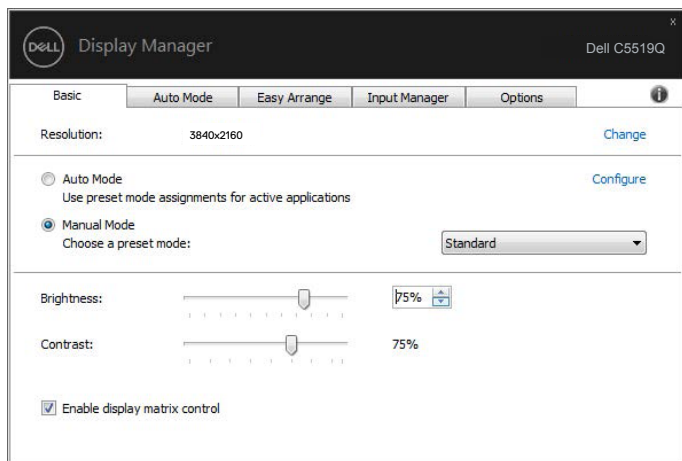 x
DELL Display Manager Dell C5519Q
Basic Auto Mode Easy Arrange Input Manager Options i
Resolution: 3840x2160 Change
Auto Mode Configure
Use preset mode assignments for active applications
Manual Mode
Choose a preset mode: Standard
Brightness: 75%
Contrast: 75%
Enable display matrix control